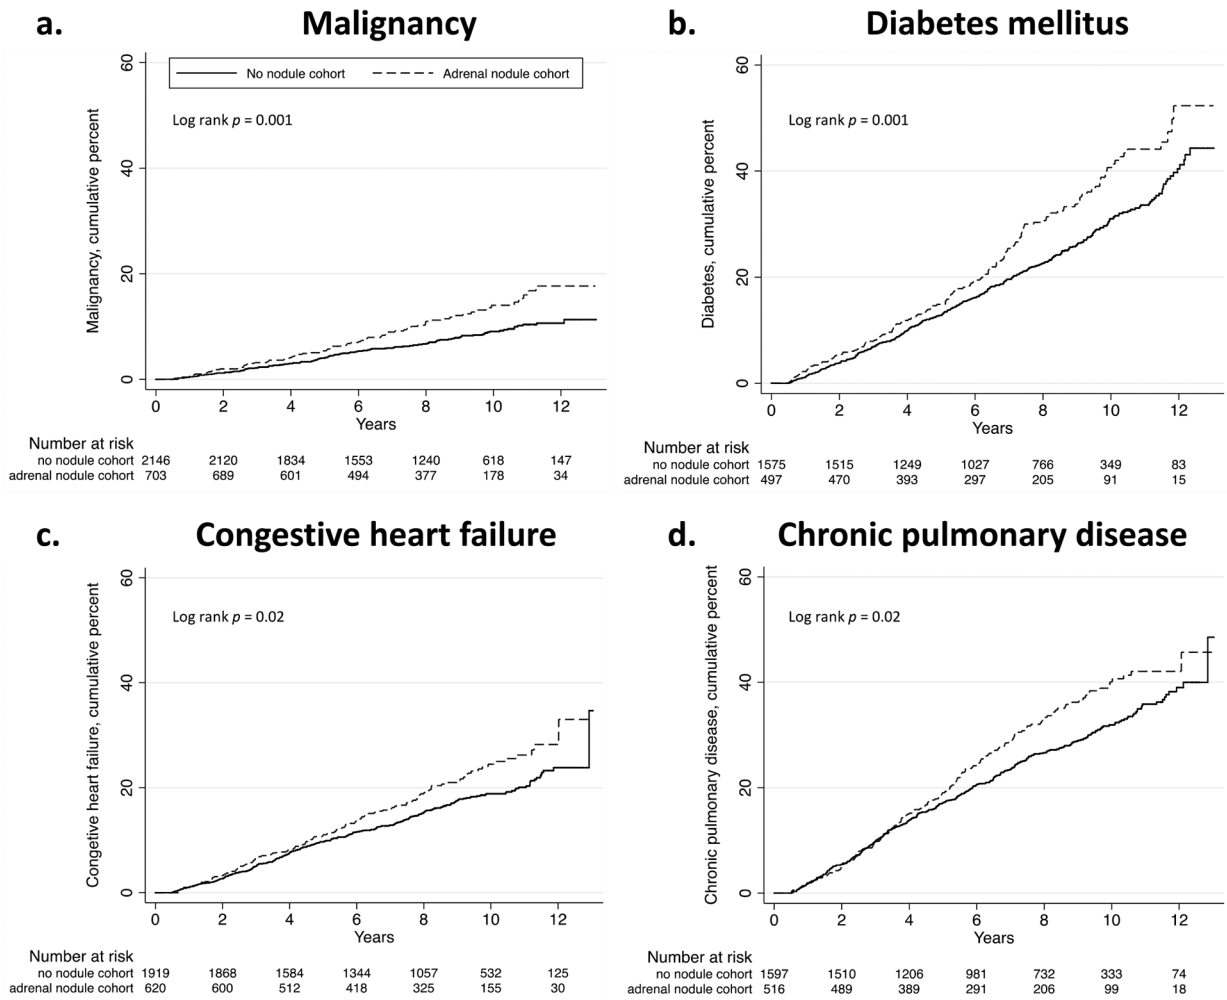 a. Malignancy
60
40
20
0
Malignancy, cumulative percent
No nodule cohort Adrenal nodule cohort
Log rank p = 0.001
0 2 4 6 8 10 12
Years
Number at risk
no nodule cohort 2146 2120 1834 1553 1240 618 147
adrenal nodule cohort 703 689 601 494 377 178 34
b. Diabetes mellitus
60
40
20
0
Diabetes, cumulative percent
Log rank p = 0.001
0 2 4 6 8 10 12
Years
Number at risk
no nodule cohort 1575 1515 1249 1027 766 349 83
adrenal nodule cohort 497 470 393 297 205 91 15
c. Congestive heart failure
60
40
20
0
Congetive heart failure, cumulative percent
Log rank p = 0.02
0 2 4 6 8 10 12
Years
Number at risk
no nodule cohort 1919 1868 1584 1344 1057 532 125
adrenal nodule cohort 620 600 512 418 325 155 30
d. Chronic pulmonary disease
60
40
20
0
Chronic pulmonary disease, cumulative percent
Log rank p = 0.02
0 2 4 6 8 10 12
Years
Number at risk
no nodule cohort 1597 1510 1206 981 732 333 74
adrenal nodule cohort 516 489 389 291 206 99 18